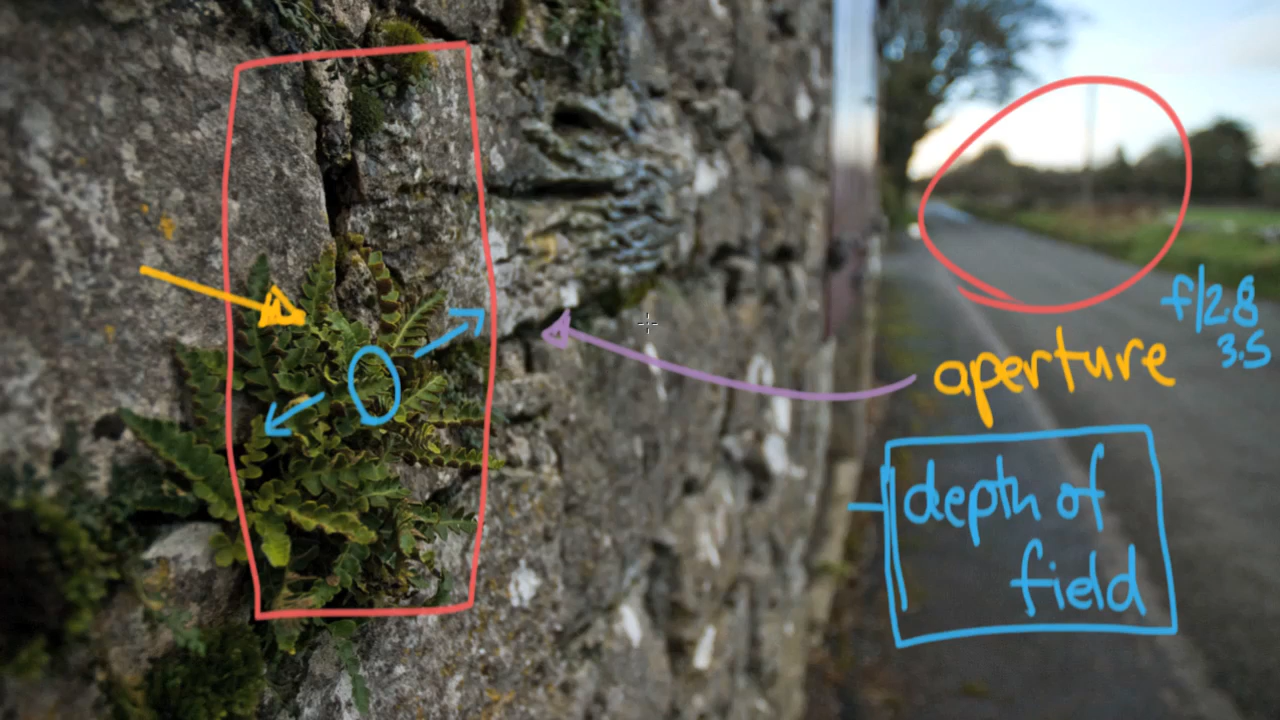 f/2.8
3.5
aperture
depth of
field